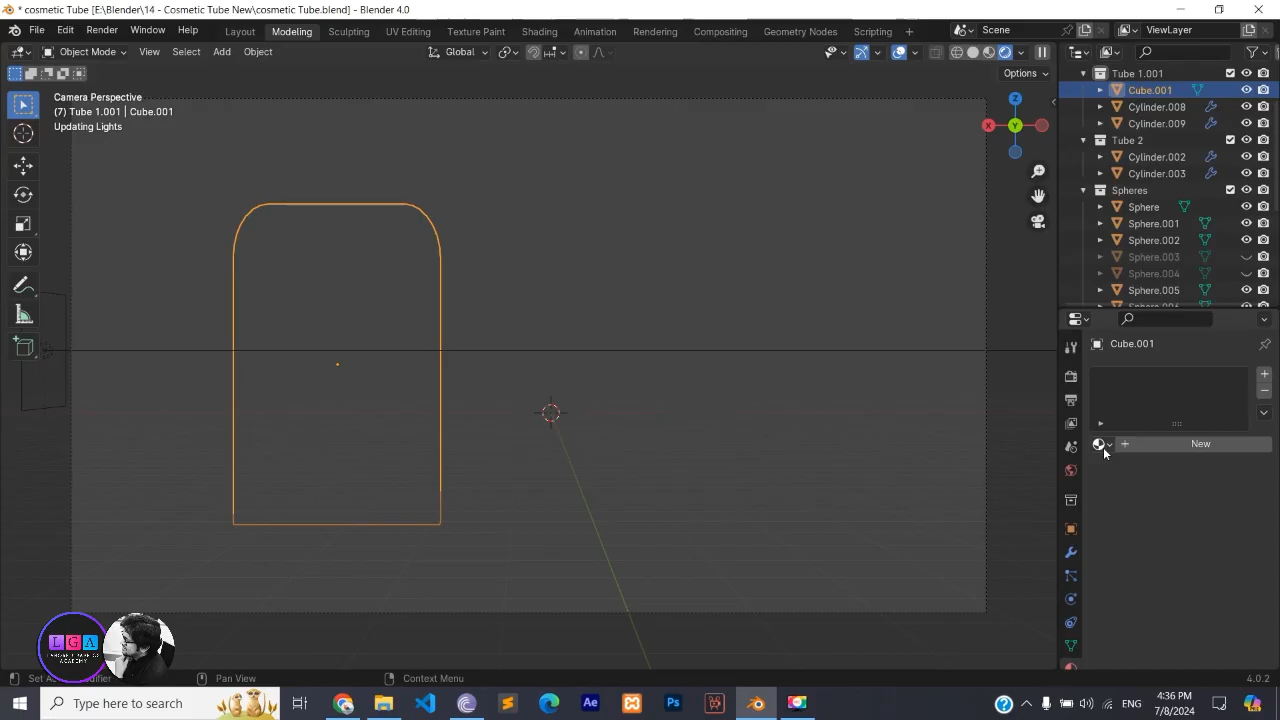 * cosmetic Tube [E:\Blender\14 - Cosmetic Tube New\cosmetic Tube.blend] - Blender 4.0
File Edit Render Window Help Layout Modeling Sculpting UV Editing Texture Paint Shading Animation Rendering Compositing Geometry Nodes Scripting Scene ViewLayer
Object Mode View Select Add Object Global
Options
Camera Perspective
(7) Tube 1.001 | Cube.001
Updating Lights
Z
X
Y
Tube 1.001
Cube.001
Cylinder.008
Cylinder.009
Tube 2
Cylinder.002
Cylinder.003
Spheres
Sphere
Sphere.001
Sphere.002
Sphere.003
Sphere.004
Sphere.005
Cube.001
New
LGA
ACADEMY
Pan View
Context Menu
4.0.2
Type here to search
Ae
Ps
ENG
4:36 PM
7/8/2024